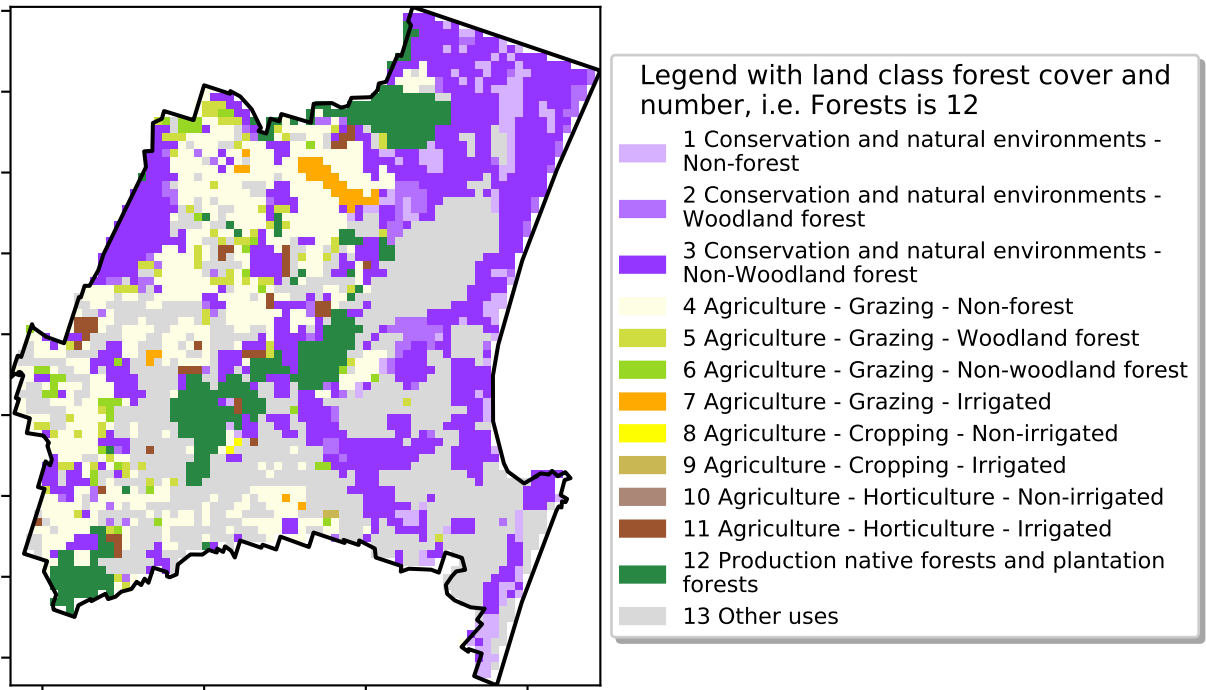 Legend with land class forest cover and
number, i.e. Forests is 12
1 Conservation and natural environments -
Non-forest
2 Conservation and natural environments -
Woodland forest
3 Conservation and natural environments -
Non-Woodland forest
4 Agriculture - Grazing - Non-forest
5 Agriculture - Grazing - Woodland forest
6 Agriculture - Grazing - Non-woodland forest
7 Agriculture - Grazing - Irrigated
8 Agriculture - Cropping - Non-irrigated
9 Agriculture - Cropping - Irrigated
10 Agriculture - Horticulture - Non-irrigated
11 Agriculture - Horticulture - Irrigated
12 Production native forests and plantation
forests
13 Other uses